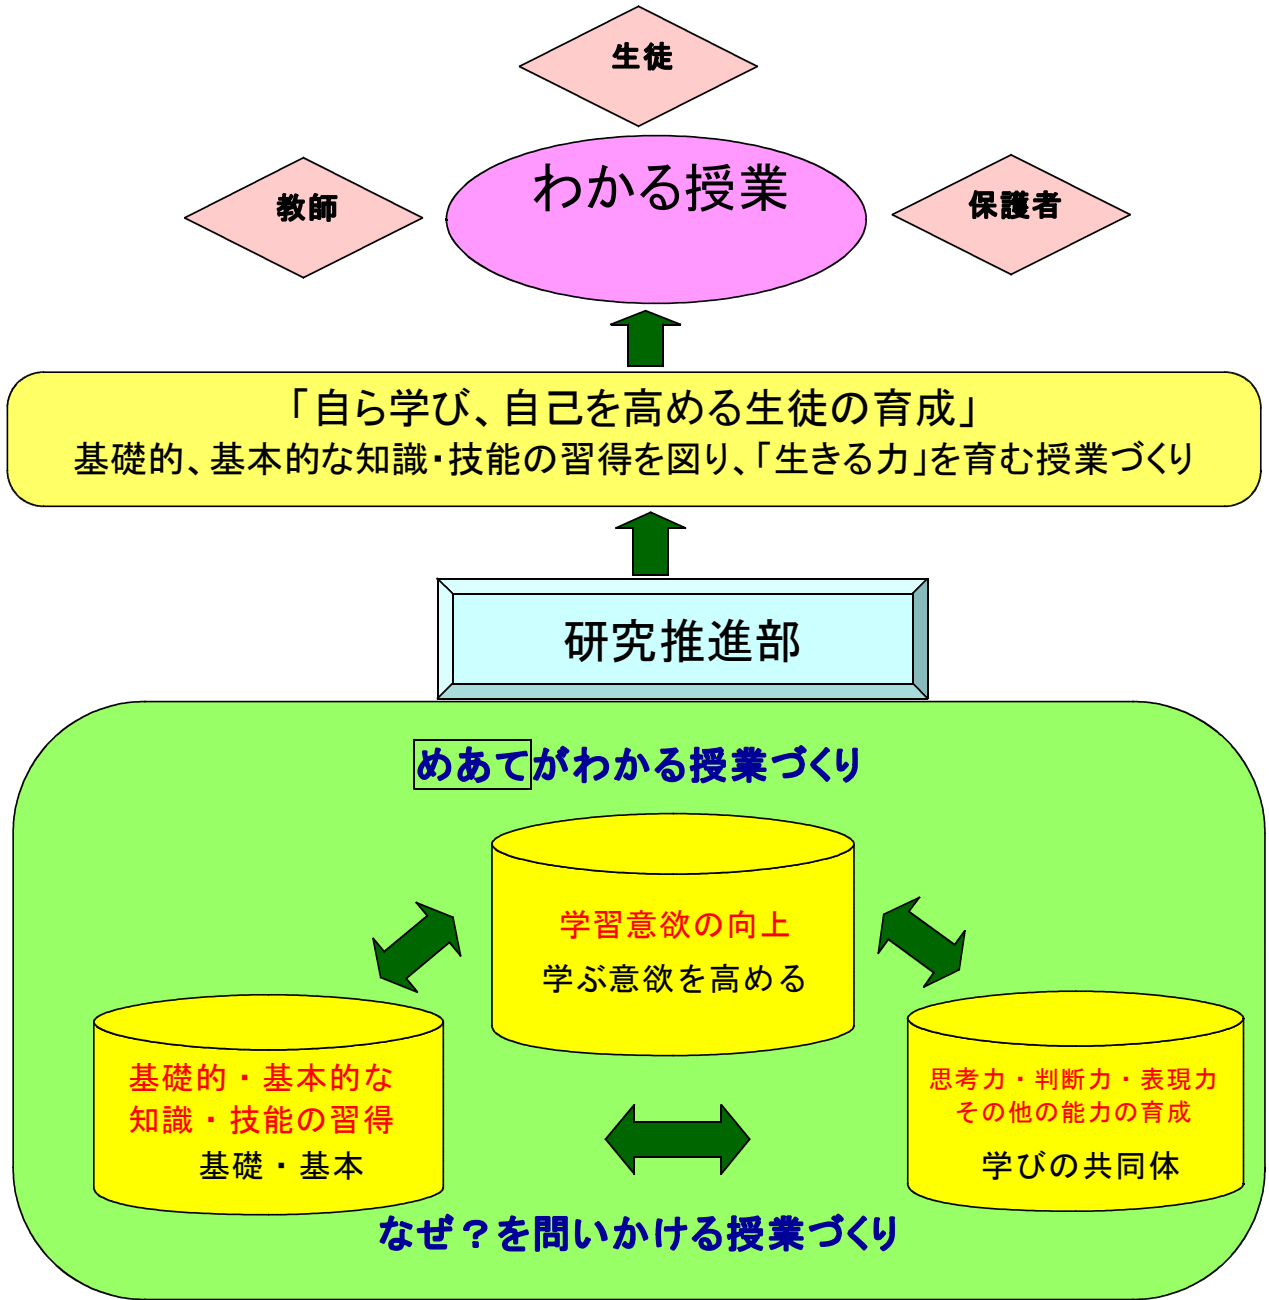 生徒
教師
わかる授業
保護者
「自ら学び、自己を高める生徒の育成」
基礎的、基本的な知識・技能の習得を図り、「生きる力」を育む授業づくり
研究推進部
めあてがわかる授業づくり
学習意欲の向上
学ぶ意欲を高める
基礎的・基本的な
知識・技能の習得
基礎・基本
思考力・判断力・表現力
その他の能力の育成
学びの共同体
なぜ？を問いかける授業づくり